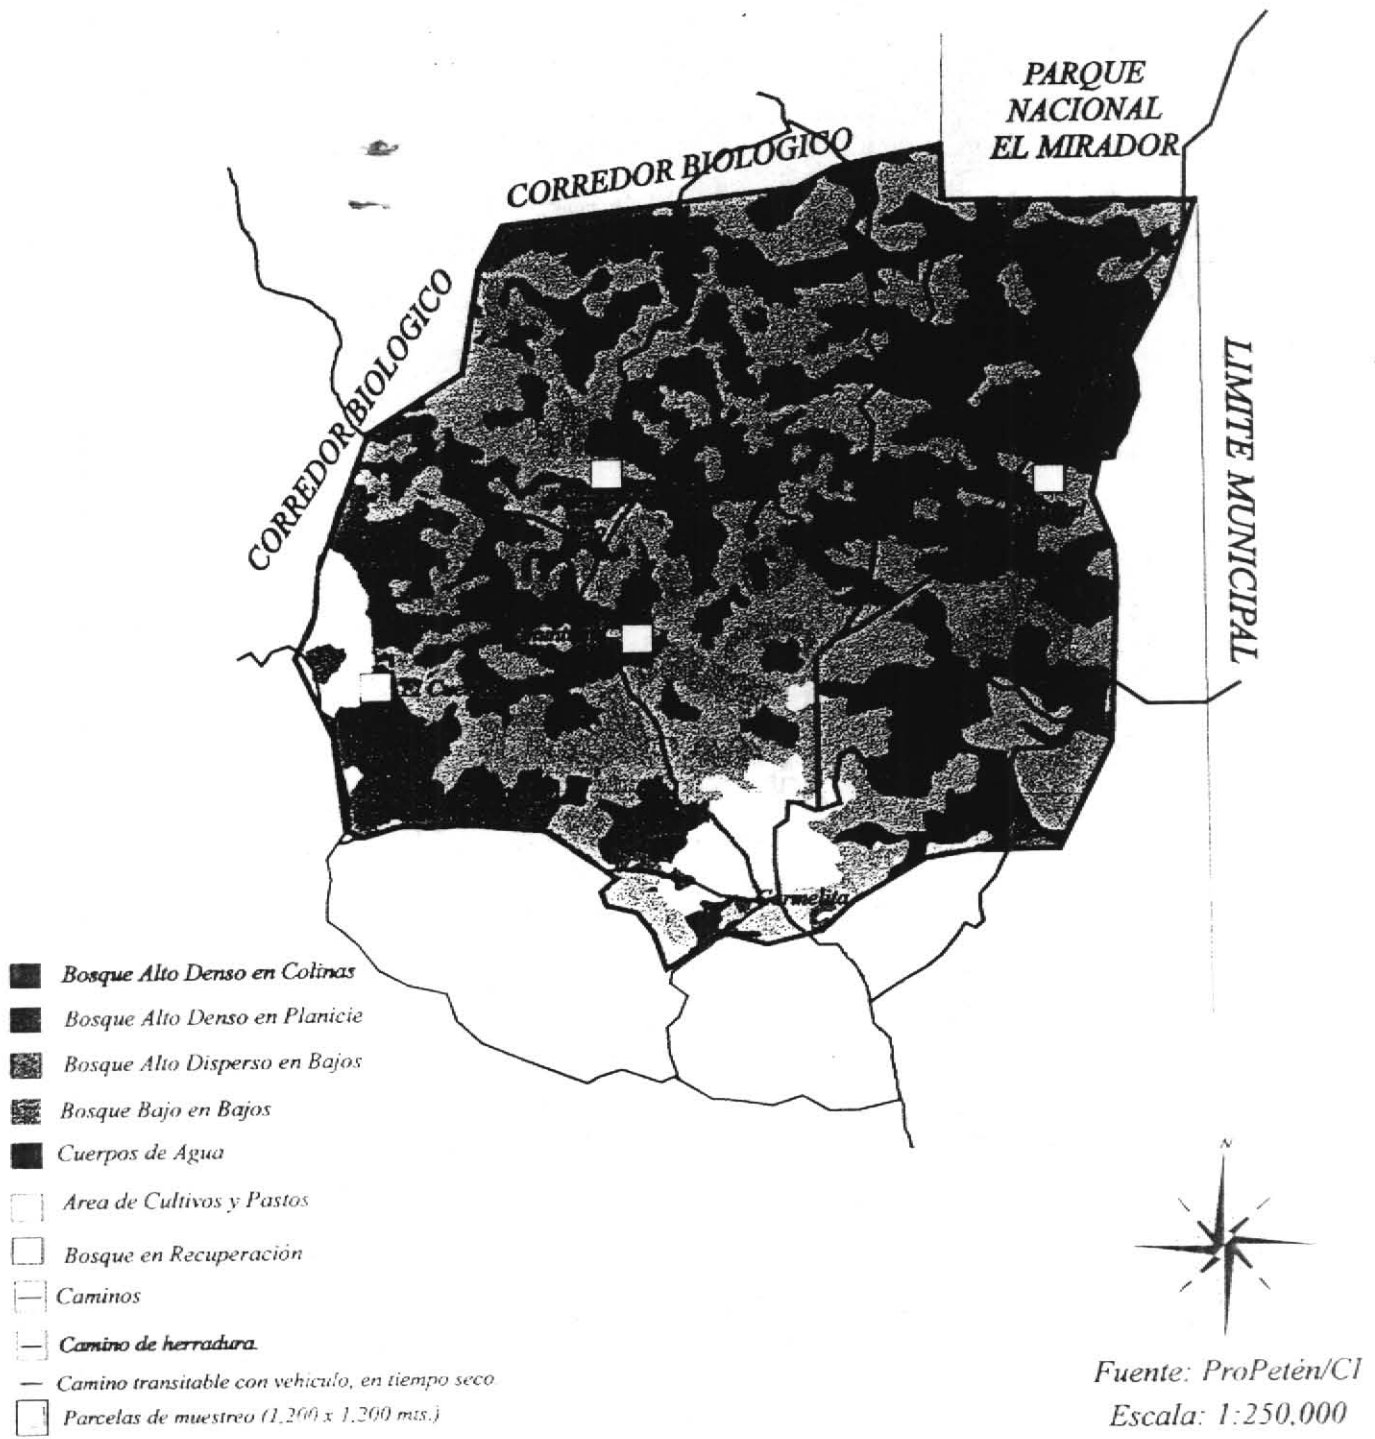 PARQUE
NACIONAL
EL MIRADOR
CORREDOR BIOLOGICO
CORREDOR BIOLOGICO
LIMITE MUNICIPAL
Carmelita
Bosque Alto Denso en Colinas
Bosque Alto Denso en Planicie
Bosque Alto Disperso en Bajos
Bosque Bajo en Bajos
Cuerpos de Agua
Area de Cultivos y Pastos
Bosque en Recuperación
Caminos
Camino de herradura
Camino transitable con vehiculo, en tiempo seco
Parcelas de muestreo (1,200 x 1,200 mts.)
N
Fuente: ProPetén/CI
Escala: 1:250,000